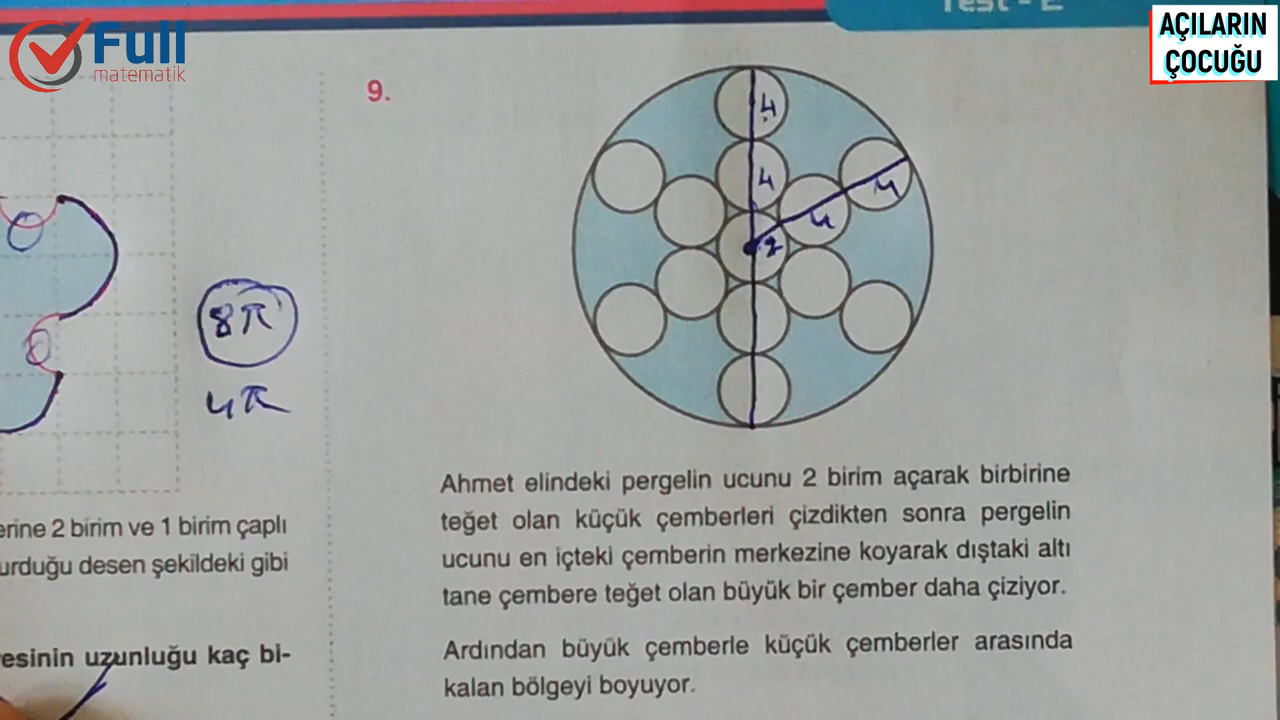 Test - 2
Full
matematik
AÇILARIN
ÇOCUĞU
9.
4
4
4
4
2
8π
4π
erine 2 birim ve 1 birim çaplı
urduğu desen şekildeki gibi
esinin uzunluğu kaç bi-
Ahmet elindeki pergelin ucunu 2 birim açarak birbirine
teğet olan küçük çemberleri çizdikten sonra pergelin
ucunu en içteki çemberin merkezine koyarak dıştaki altı
tane çembere teğet olan büyük bir çember daha çiziyor.
Ardından büyük çemberle küçük çemberler arasında
kalan bölgeyi boyuyor.